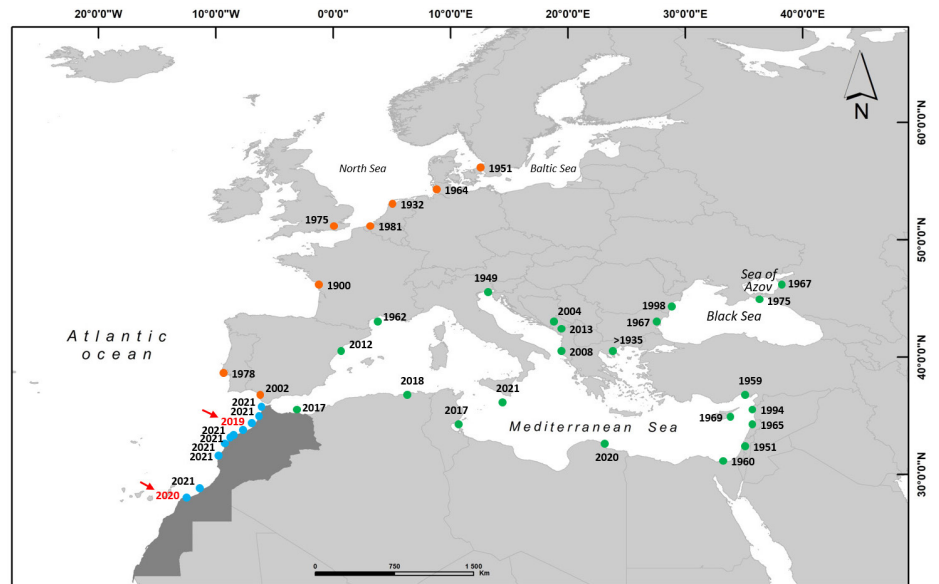 20°0'0"W 10°0'0"W 0°0'0" 10°0'0"E 20°0'0"E 30°0'0"E 40°0'0"E
N
60°0'0"N
North Sea
Baltic Sea
1951
1964
1932
1975
1981
50°0'0"N
1900
1949
Sea of
Azov
1967
1975
1998
Black Sea
1967
2004
2013
1962
>1935
Atlantic
ocean
2012
2008
40°0'0"N
1978
2002
2018
2021
1959
2021
2021
2019
2017
2017
Mediterranean Sea
1969
1994
1965
2021
2021
2021
2021
2020
1951
1960
30°0'0"N
2021
2020
0 750 1 500
Km